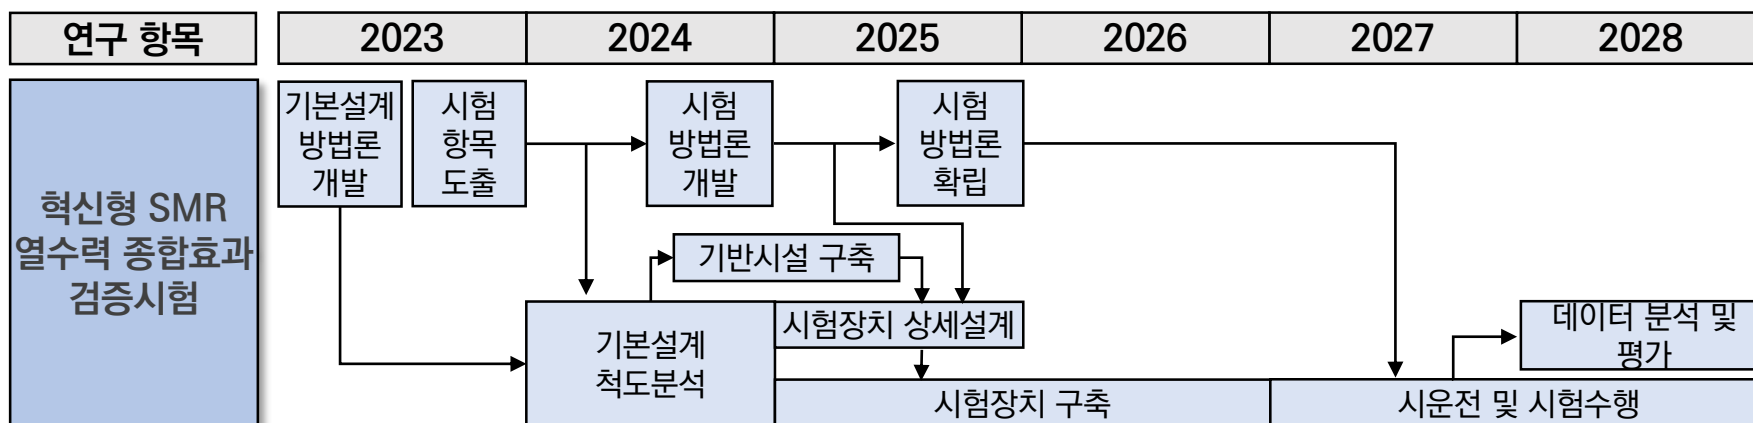 연구 항목
2023
2024
2025
2026
2027
2028
혁신형 SMR
열수력 종합효과
검증시험
기본설계
방법론
개발
시험
항목
도출
시험
방법론
개발
시험
방법론
확립
기반시설 구축
기본설계
척도분석
시험장치 상세설계
시험장치 구축
데이터 분석 및
평가
시운전 및 시험수행